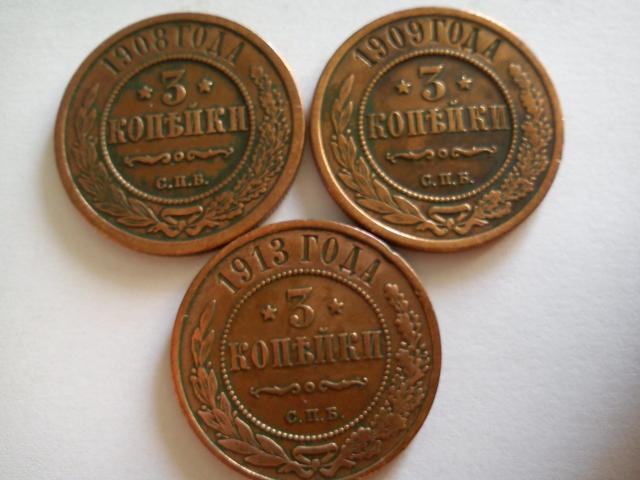 1908 ГОДА
3
КОПѢЙКИ
С.П.Б.
1909 ГОДА
3
КОПѢЙКИ
С.П.Б.
1913 ГОДА
3
КОПѢЙКИ
С.П.Б.